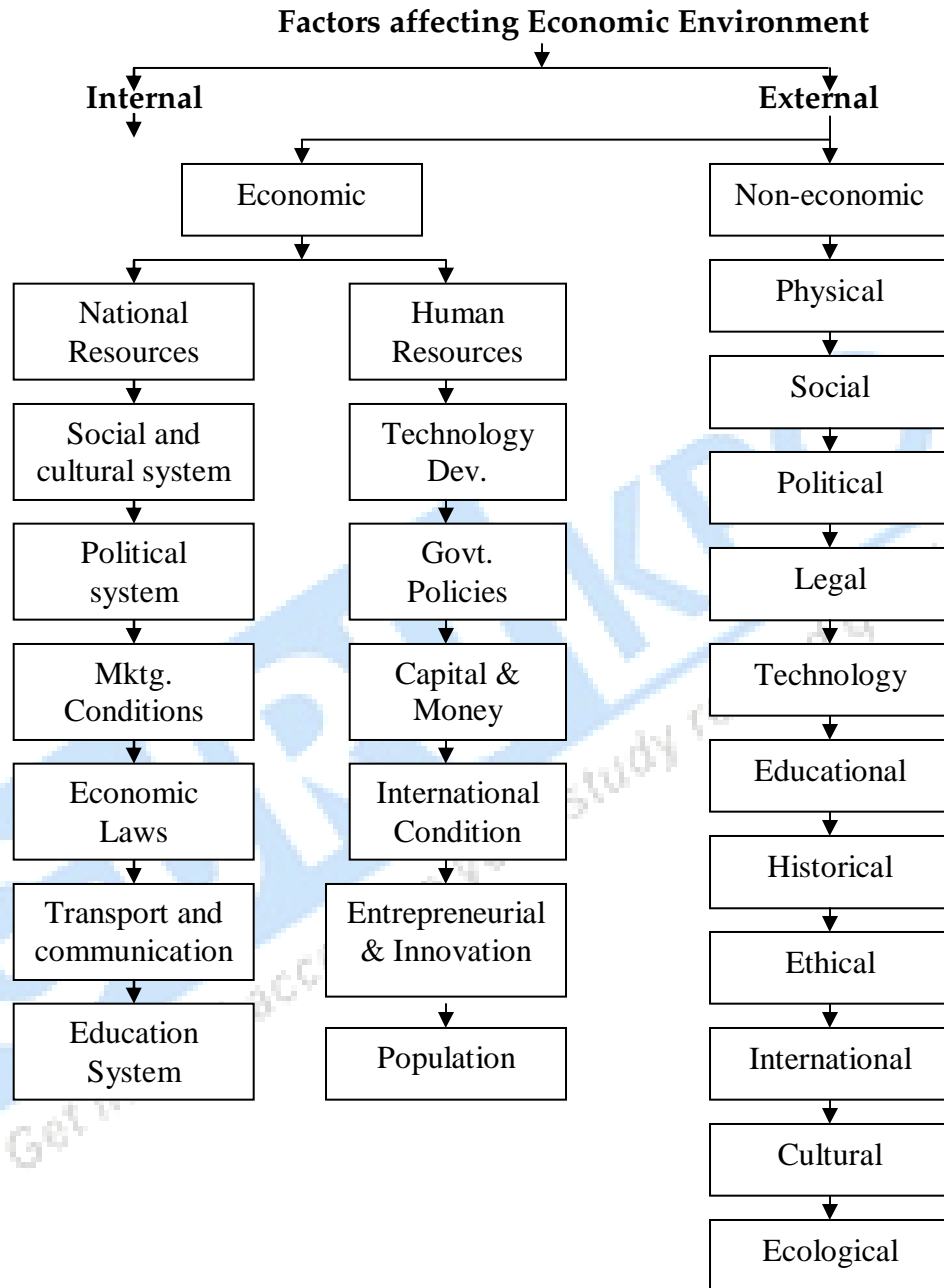 Factors affecting Economic Environment
Internal
External
Economic
Non-economic
National
Resources
Human
Resources
Physical
Social and
cultural system
Technology
Dev.
Social
Political
system
Govt.
Policies
Political
Mktg.
Conditions
Capital &
Money
Legal
Economic
Laws
International
Condition
Technology
Transport and
communication
Entrepreneurial
& Innovation
Educational
Education
System
Population
Historical
Ethical
International
Cultural
Ecological
study
Get